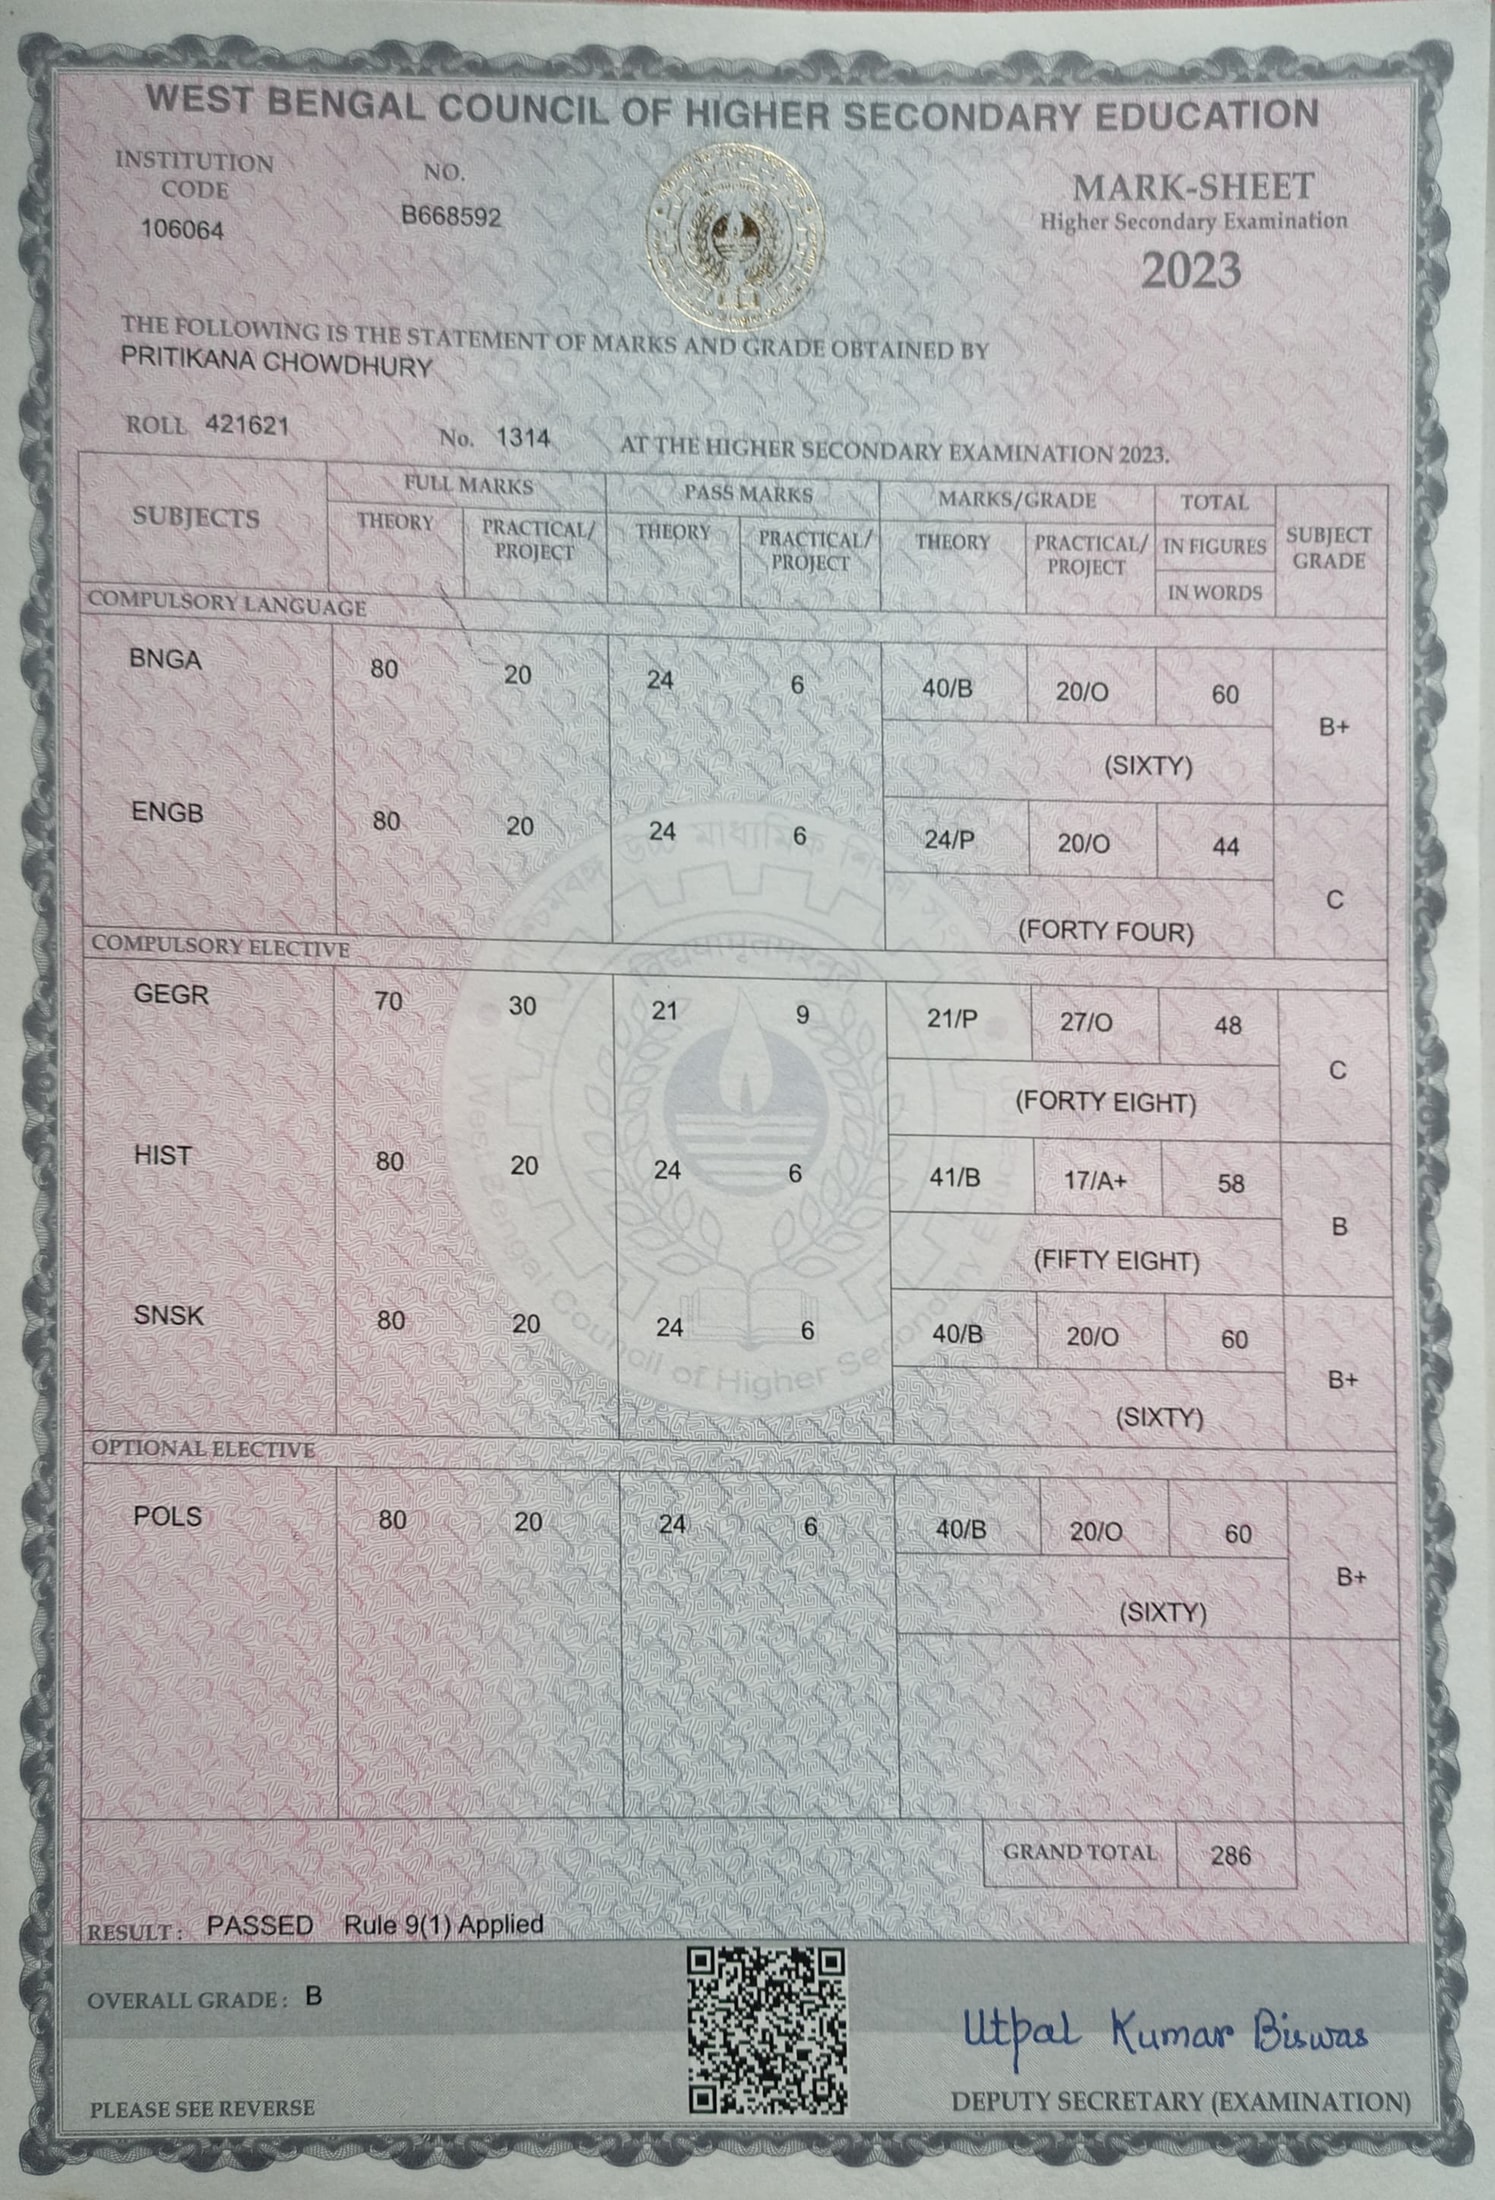 WEST BENGAL COUNCIL OF HIGHER SECONDARY EDUCATION
INSTITUTION CODE
106064
NO.
B668592
MARK-SHEET
Higher Secondary Examination
2023
THE FOLLOWING IS THE STATEMENT OF MARKS AND GRADE OBTAINED BY
PRITIKANA CHOWDHURY
ROLL 421621 No. 1314 AT THE HIGHER SECONDARY EXAMINATION 2023.
SUBJECTS FULL MARKS PASS MARKS MARKS/GRADE TOTAL SUBJECT GRADE
THEORY PRACTICAL/PROJECT THEORY PRACTICAL/PROJECT THEORY PRACTICAL/PROJECT IN FIGURES
IN WORDS
COMPULSORY LANGUAGE
BNGA 80 20 24 6 40/B 20/O 60 B+
(SIXTY)
ENGB 80 20 24 6 24/P 20/O 44 C
(FORTY FOUR)
COMPULSORY ELECTIVE
GEGR 70 30 21 9 21/P 27/O 48 C
(FORTY EIGHT)
HIST 80 20 24 6 41/B 17/A+ 58 B
(FIFTY EIGHT)
SNSK 80 20 24 6 40/B 20/O 60 B+
(SIXTY)
OPTIONAL ELECTIVE
POLS 80 20 24 6 40/B 20/O 60 B+
(SIXTY)
GRAND TOTAL 286
RESULT : PASSED Rule 9(1) Applied
OVERALL GRADE : B
Utpal Kumar Biswas
PLEASE SEE REVERSE
DEPUTY SECRETARY (EXAMINATION)